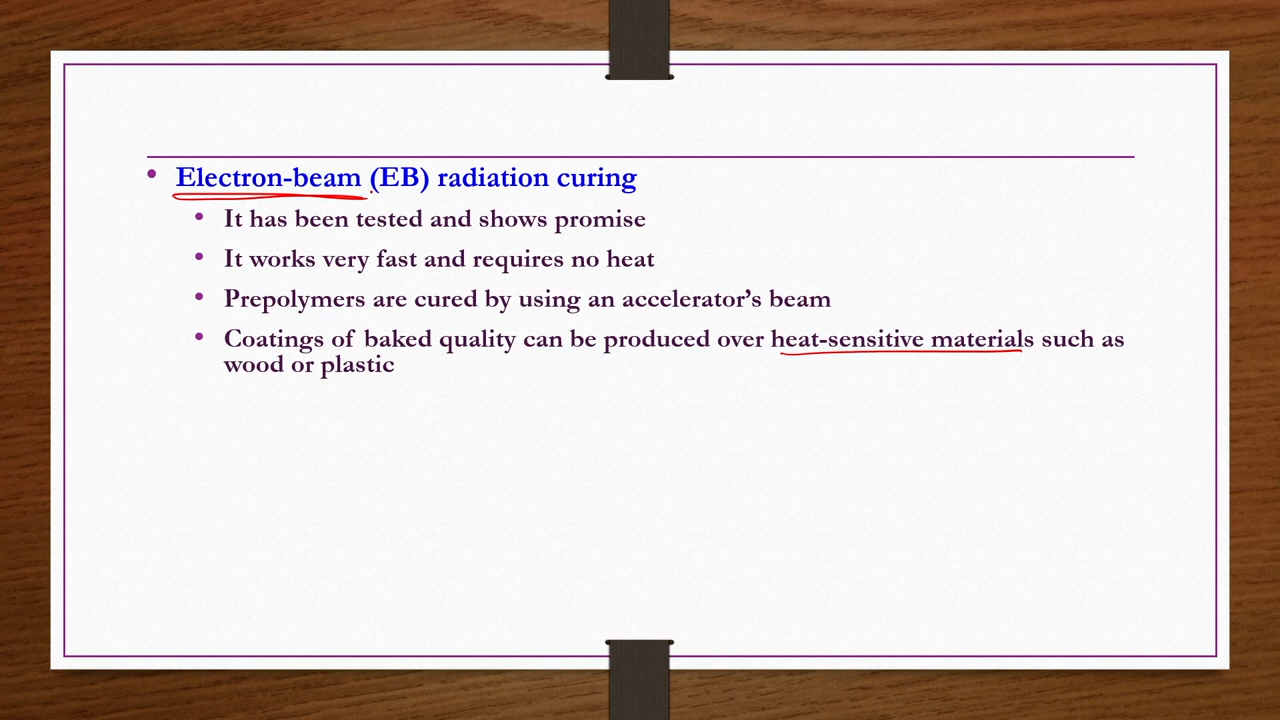 • Electron-beam (EB) radiation curing
• It has been tested and shows promise
• It works very fast and requires no heat
• Prepolymers are cured by using an accelerator’s beam
• Coatings of baked quality can be produced over heat-sensitive materials such as
wood or plastic